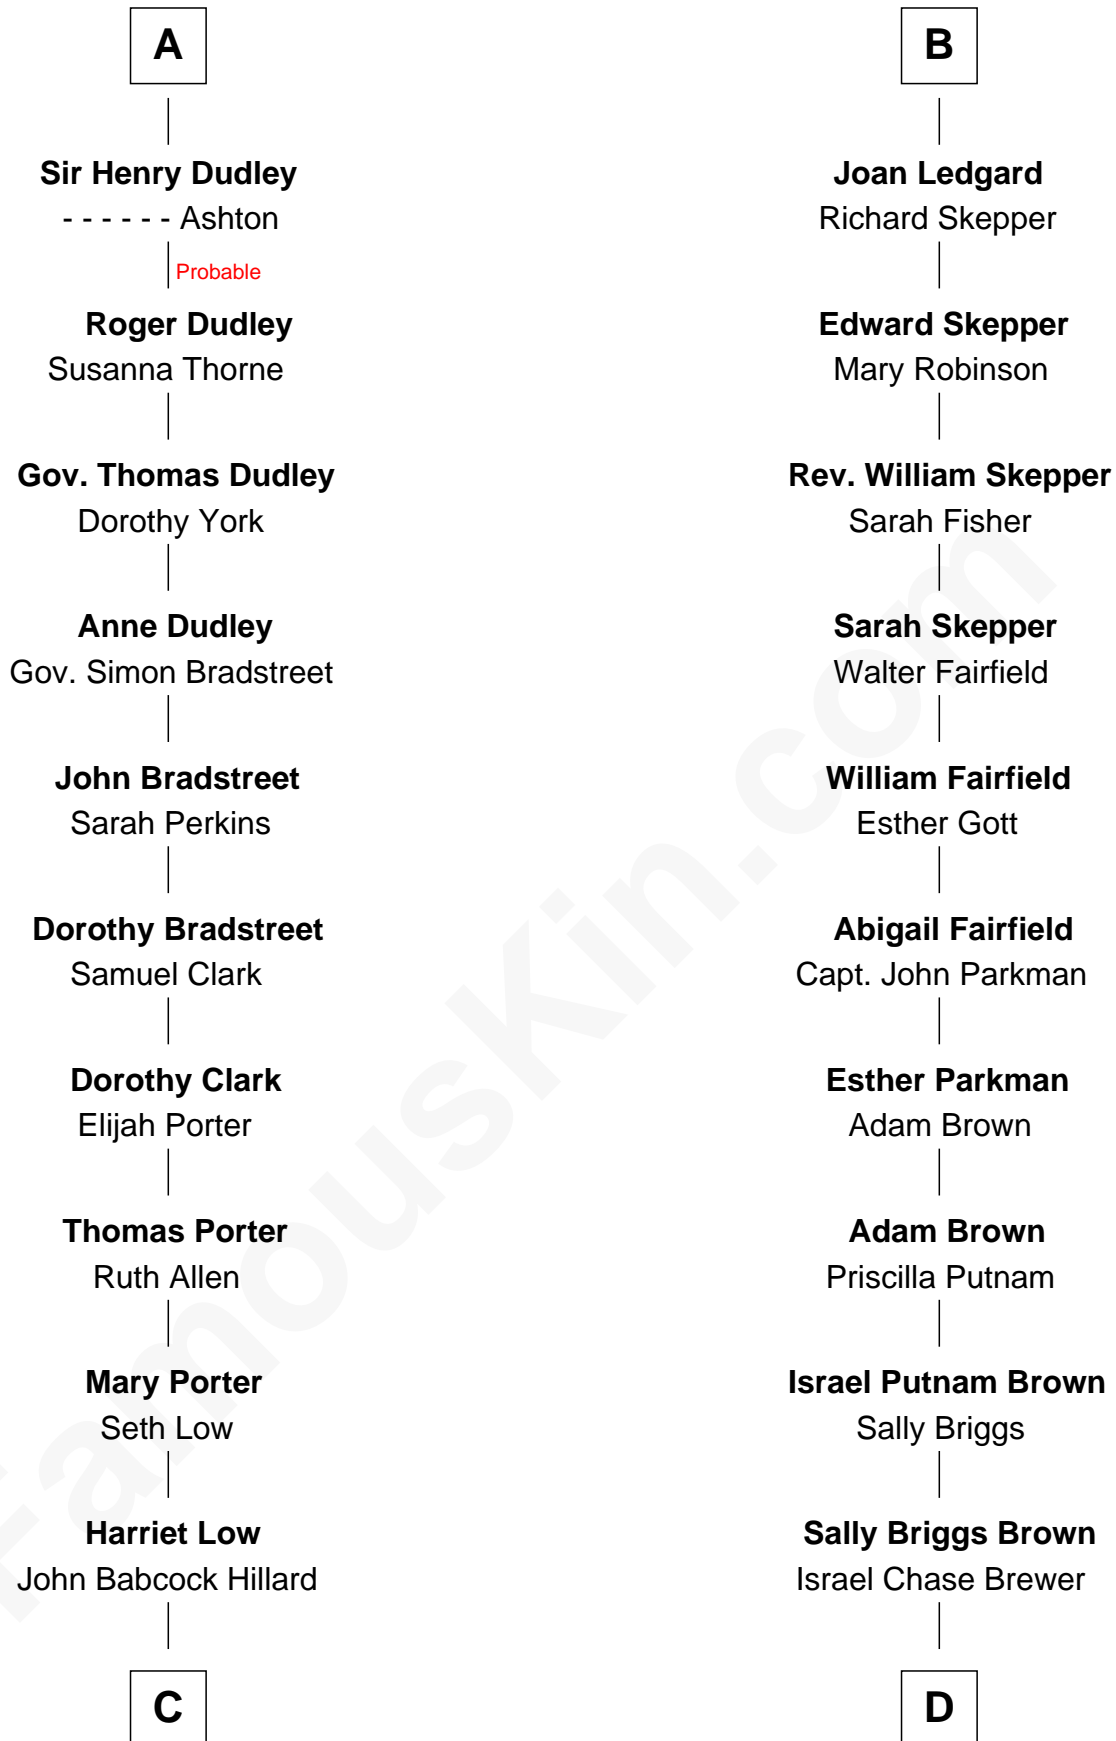 A
Sir Henry Dudley
- - - - - - Ashton
Probable
Roger Dudley
Susanna Thorne
Gov. Thomas Dudley
Dorothy York
Anne Dudley
Gov. Simon Bradstreet
John Bradstreet
Sarah Perkins
Dorothy Bradstreet
Samuel Clark
Dorothy Clark
Elijah Porter
Thomas Porter
Ruth Allen
Mary Porter
Seth Low
Harriet Low
John Babcock Hillard
C
B
Joan Ledgard
Richard Skepper
Edward Skepper
Mary Robinson
Rev. William Skepper
Sarah Fisher
Sarah Skepper
Walter Fairfield
William Fairfield
Esther Gott
Abigail Fairfield
Capt. John Parkman
Esther Parkman
Adam Brown
Adam Brown
Priscilla Putnam
Israel Putnam Brown
Sally Briggs
Sally Briggs Brown
Israel Chase Brewer
D
FamousKin.com